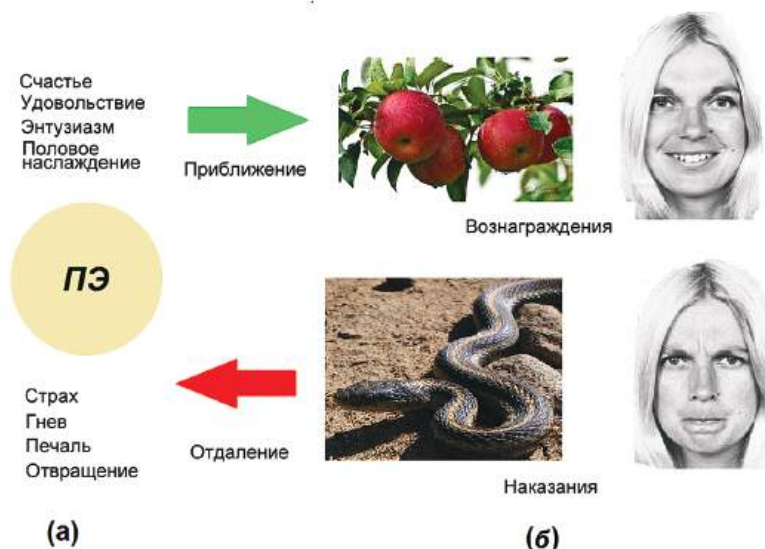 Счастье
Удовольствие
Энтузиазм
Половое
наслаждение
Приближение
Вознаграждения
ПЭ
Страх
Гнев
Печаль
Отвращение
Отдаление
Наказания
(а)
(б)